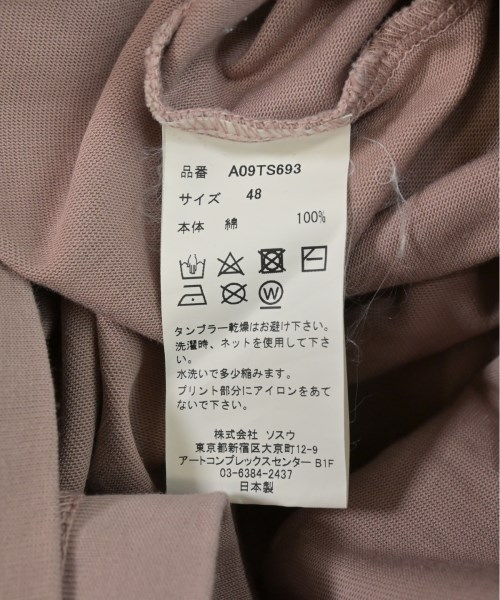 品番 A09TS693
サイズ 48
本体 綿 100%
W
タンブラー乾燥はお避け下さい。
洗濯時、ネットを使用して下さ
い。
水洗いで多少縮みます。
プリント部分にアイロンをあて
ないで下さい。
株式会社 ソスウ
東京都新宿区大京町12-9
アートコンプレックスセンター B1F
03-6384-2437
日本製